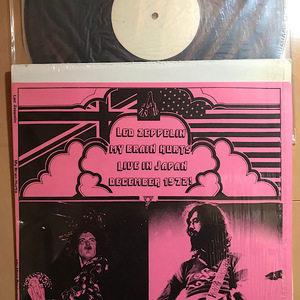 LED ZEPPELIN
MY BRAIN HURTS
LIVE IN JAPAN
DECEMBER 1972!